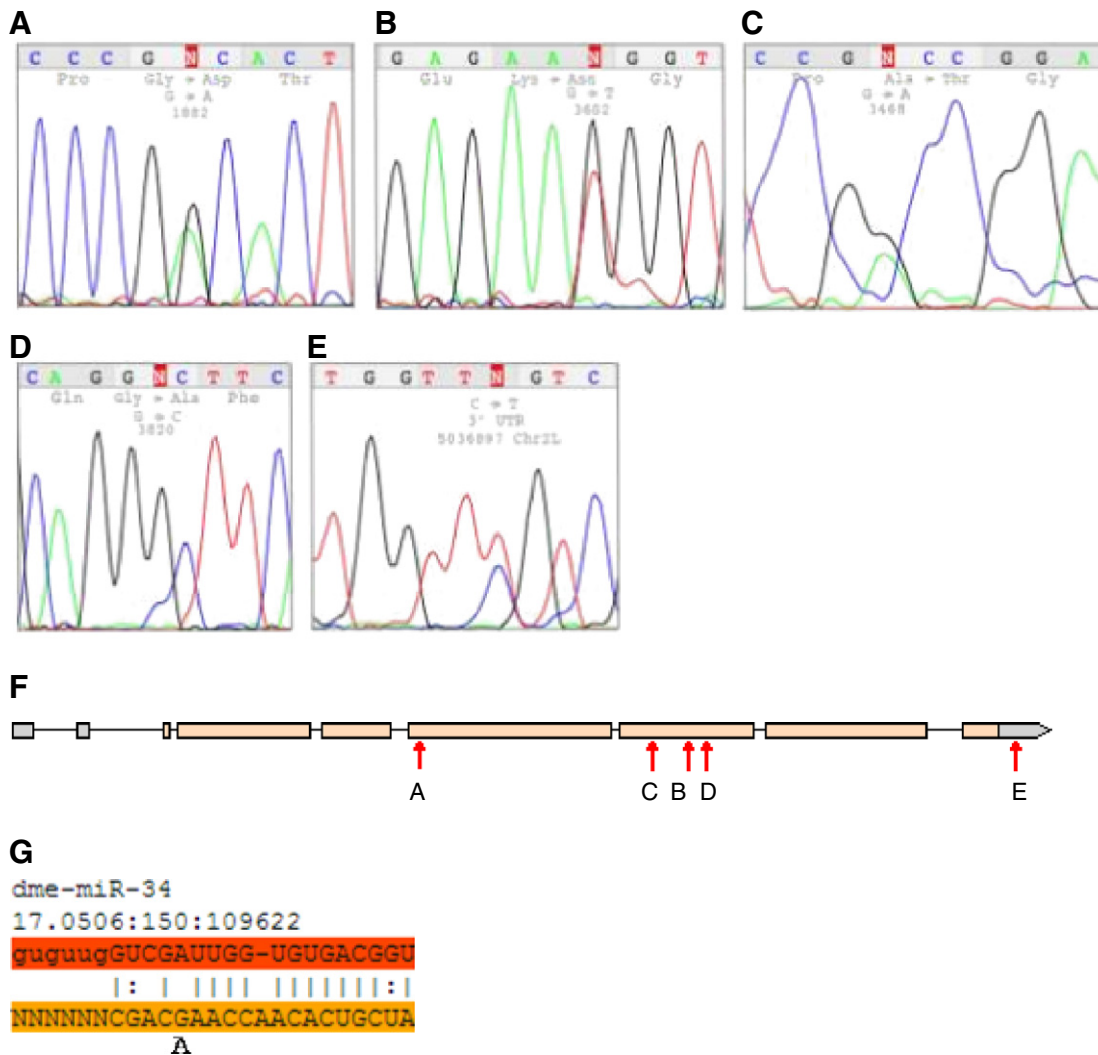 A
C C C G N C A C T
Pro Gly → Asp Thr
G → A
1882
B
G A G A A N G G T
Glu Lys → Asn Gly
G → T
3602
C
C C G N C C G G A
Pro Ala → Thr Gly
G → A
3468
D
C A G G N C T T C
Gln Gly → Ala Phe
G → C
3820
E
T G G T T N G T C
C → T
3' UTR
5036897 Chr2L
F
A C B D E
G
dme-miR-34
17.0506:150:109622
guguugGUCGAUUGG-UGUGACGGU
|: | |||| |||||||:|
NNNNNNCGACGAACCAACACUGCUA
A